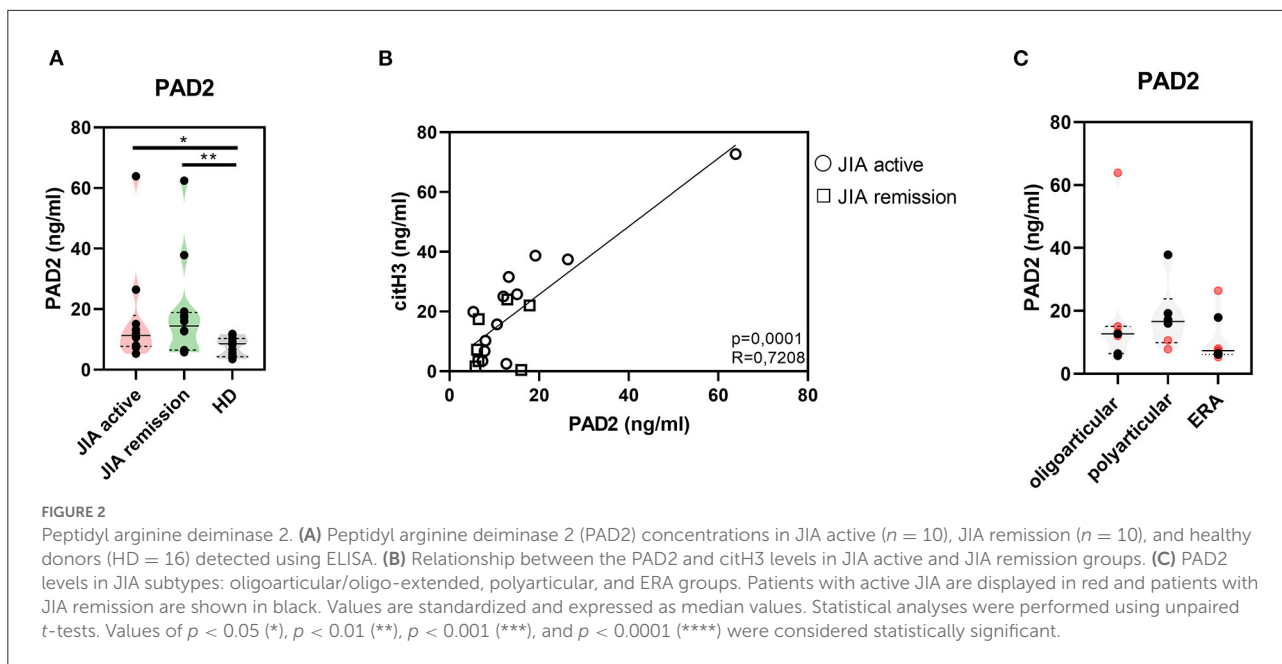 A
PAD2
80
60
40
20
0
PAD2 (ng/ml)
*
**
JIA active
JIA remission
HD
B
80
60
40
20
0
citH3 (ng/ml)
0 20 40 60 80
PAD2 (ng/ml)
p=0,0001
R=0,7208
JIA active
JIA remission
C
PAD2
80
60
40
20
0
PAD2 (ng/ml)
oligoarticular
polyarticular
ERA
FIGURE 2
Peptidyl arginine deiminase 2. (A) Peptidyl arginine deiminase 2 (PAD2) concentrations in JIA active (n = 10), JIA remission (n = 10), and healthy
donors (HD = 16) detected using ELISA. (B) Relationship between the PAD2 and citH3 levels in JIA active and JIA remission groups. (C) PAD2
levels in JIA subtypes: oligoarticular/oligo-extended, polyarticular, and ERA groups. Patients with active JIA are displayed in red and patients with
JIA remission are shown in black. Values are standardized and expressed as median values. Statistical analyses were performed using unpaired
t-tests. Values of p < 0.05 (*), p < 0.01 (**), p < 0.001 (***), and p < 0.0001 (****) were considered statistically significant.